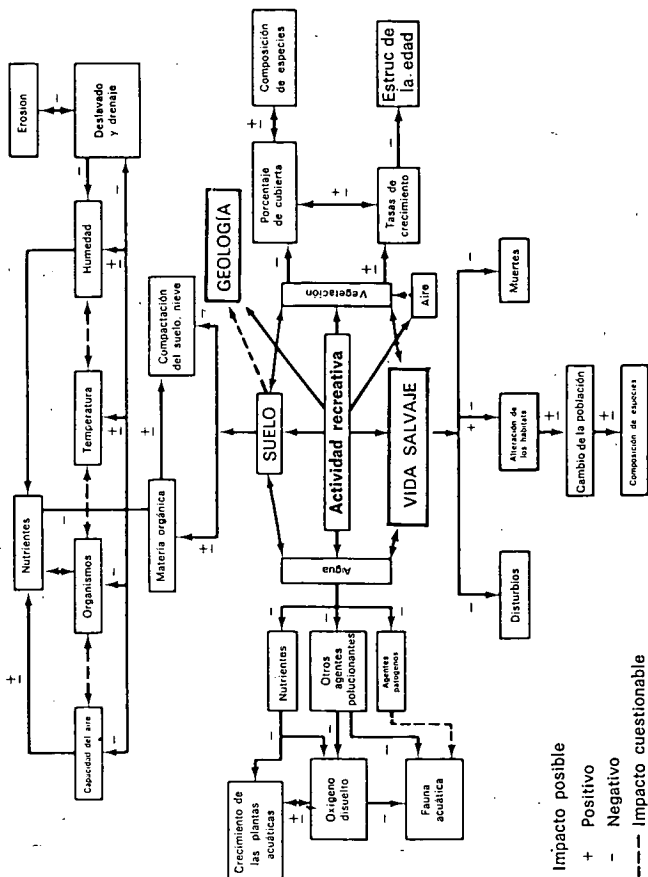 Erosion
Deslavado
y drenaje
Humedad
Temperatura
Nutrientes
Organismos
Capacidad del aire
Materia orgánica
Compactación
del suelo. nieve
GEOLOGÍA
SUELO
Composición
de especies
Porcentaje
de cubierta
Estruc de
la edad
Tasas de
crecimiento
Vegetación
Aire
Actividad recreativa
VIDA SALVAJE
Agua
Nutrientes
Otros
agentes
polucionantes
Agentes
patogenos
Crecimiento de
las plantas
acuáticas
Oxigeno
disuelto
Fauna
acuática
Muertes
Alteración de
los habitats
Cambio de la población
Composición de especies
Disturbios
Impacto posible
+ Positivo
- Negativo
--- Impacto cuestionable